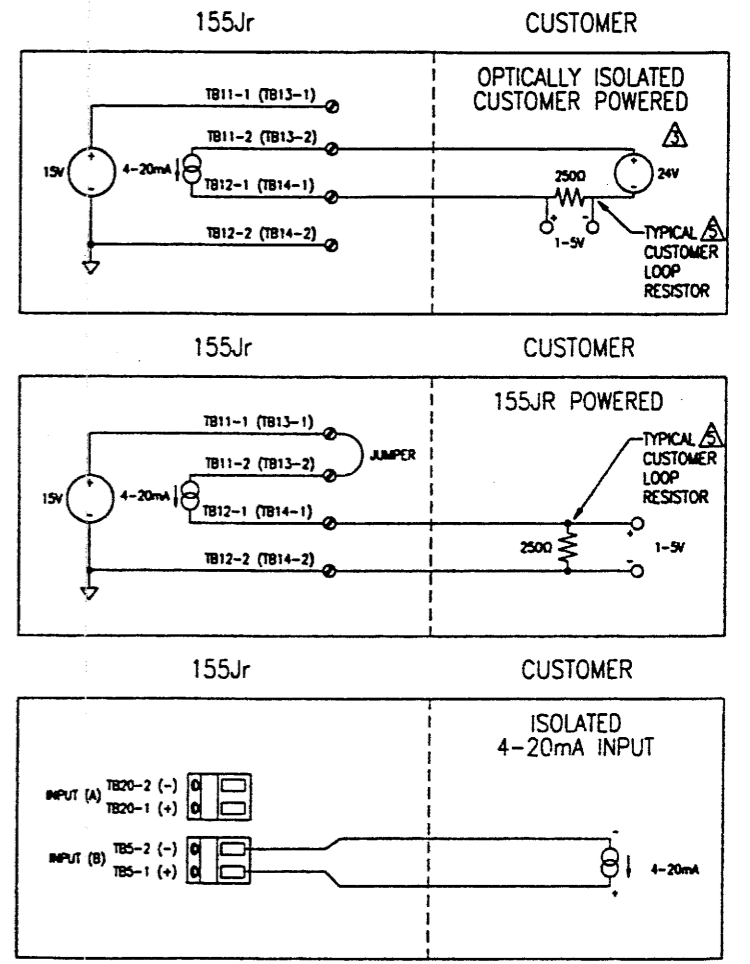 155Jr CUSTOMER
OPTICALLY ISOLATED
CUSTOMER POWERED
3
TB11-1 (TB13-1)
TB11-2 (TB13-2)
15V + - 4-20mA
TB12-1 (TB14-1)
250Ω
+ - 24V
+ - 1-5V
TB12-2 (TB14-2)
TYPICAL 5
CUSTOMER
LOOP
RESISTOR
155Jr CUSTOMER
155JR POWERED
TB11-1 (TB13-1)
JUMPER
TB11-2 (TB13-2)
TYPICAL 5
CUSTOMER
LOOP
RESISTOR
15V + - 4-20mA
TB12-1 (TB14-1)
250Ω
+ - 1-5V
TB12-2 (TB14-2)
155Jr CUSTOMER
ISOLATED
4-20mA INPUT
INPUT (A) TB20-2 (-)
TB20-1 (+)
INPUT (B) TB5-2 (-)
TB5-1 (+)
-
4-20mA
+